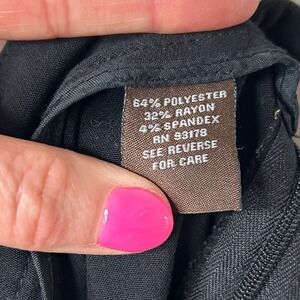 64% POLYESTER
32% RAYON
4% SPANDEX
RN 93178
SEE REVERSE
FOR CARE